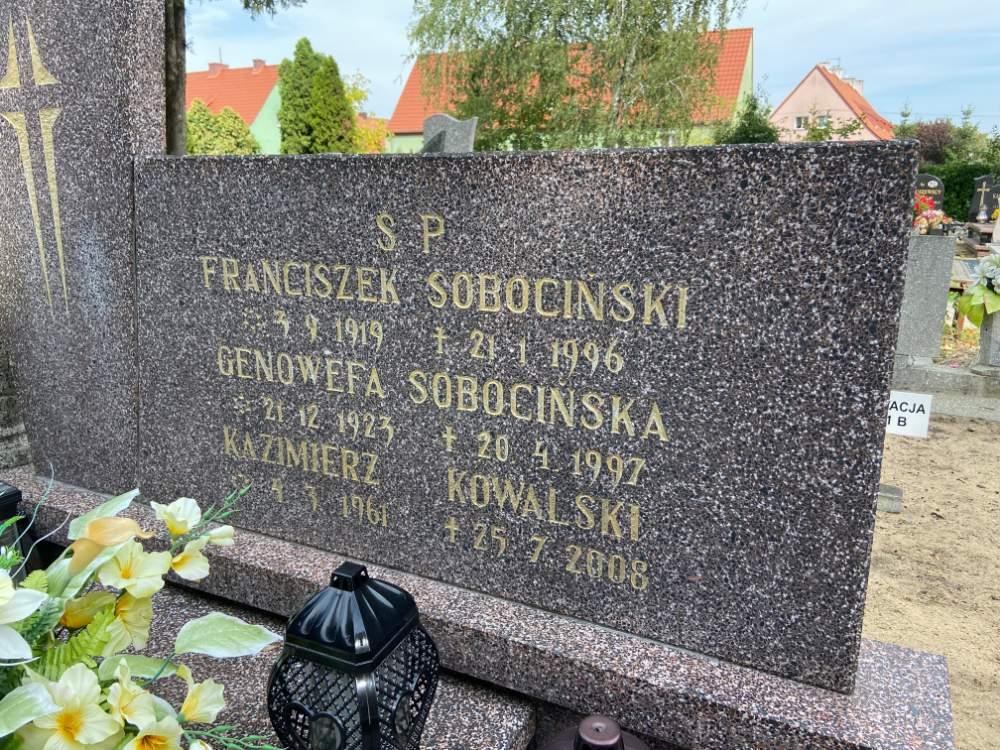 S P
FRANCISZEK SOBOCIŃSKI
3 9 1919 † 21 1 1996
GENOWEFA SOBOCIŃSKA
21 12 1923 † 20 4 1997
KAZIMIERZ KOWALSKI
4 3 1961 † 25 7 2008
ACJA
1 B